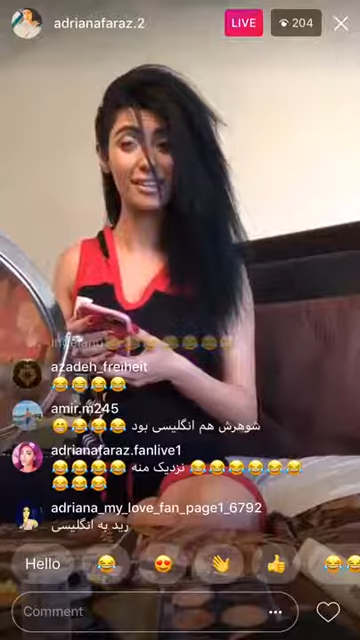 adrianafaraz.2
LIVE
204
azadeh_freiheit
😂😂😂😂
amir.m245
شوهرش هم انگلیسی بود 😂😂😂😁
adrianafaraz.fanlive1
😂😂😂😂😂😂 نزدیک منه 😂😂😂😂
😂😂😂
adriana_my_love_fan_page1_6792
رید به انگلیسی
Hello 😂 😍 👋 👍 😂😂
Comment